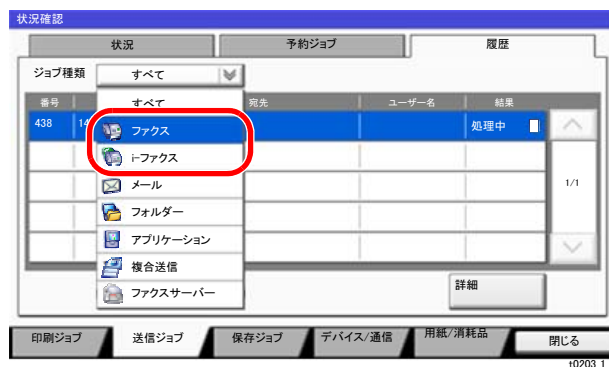 状況確認
状況 予約ジョブ 履歴
ジョブ種類 すべて
番号 宛先 ユーザー名 結果
すべて
438 14 処理中
ファクス
i-ファクス
メール
1/1
フォルダー
アプリケーション
複合送信
ファクスサーバー
詳細
印刷ジョブ 送信ジョブ 保存ジョブ デバイス/通信 用紙/消耗品 閉じる
t0203_1